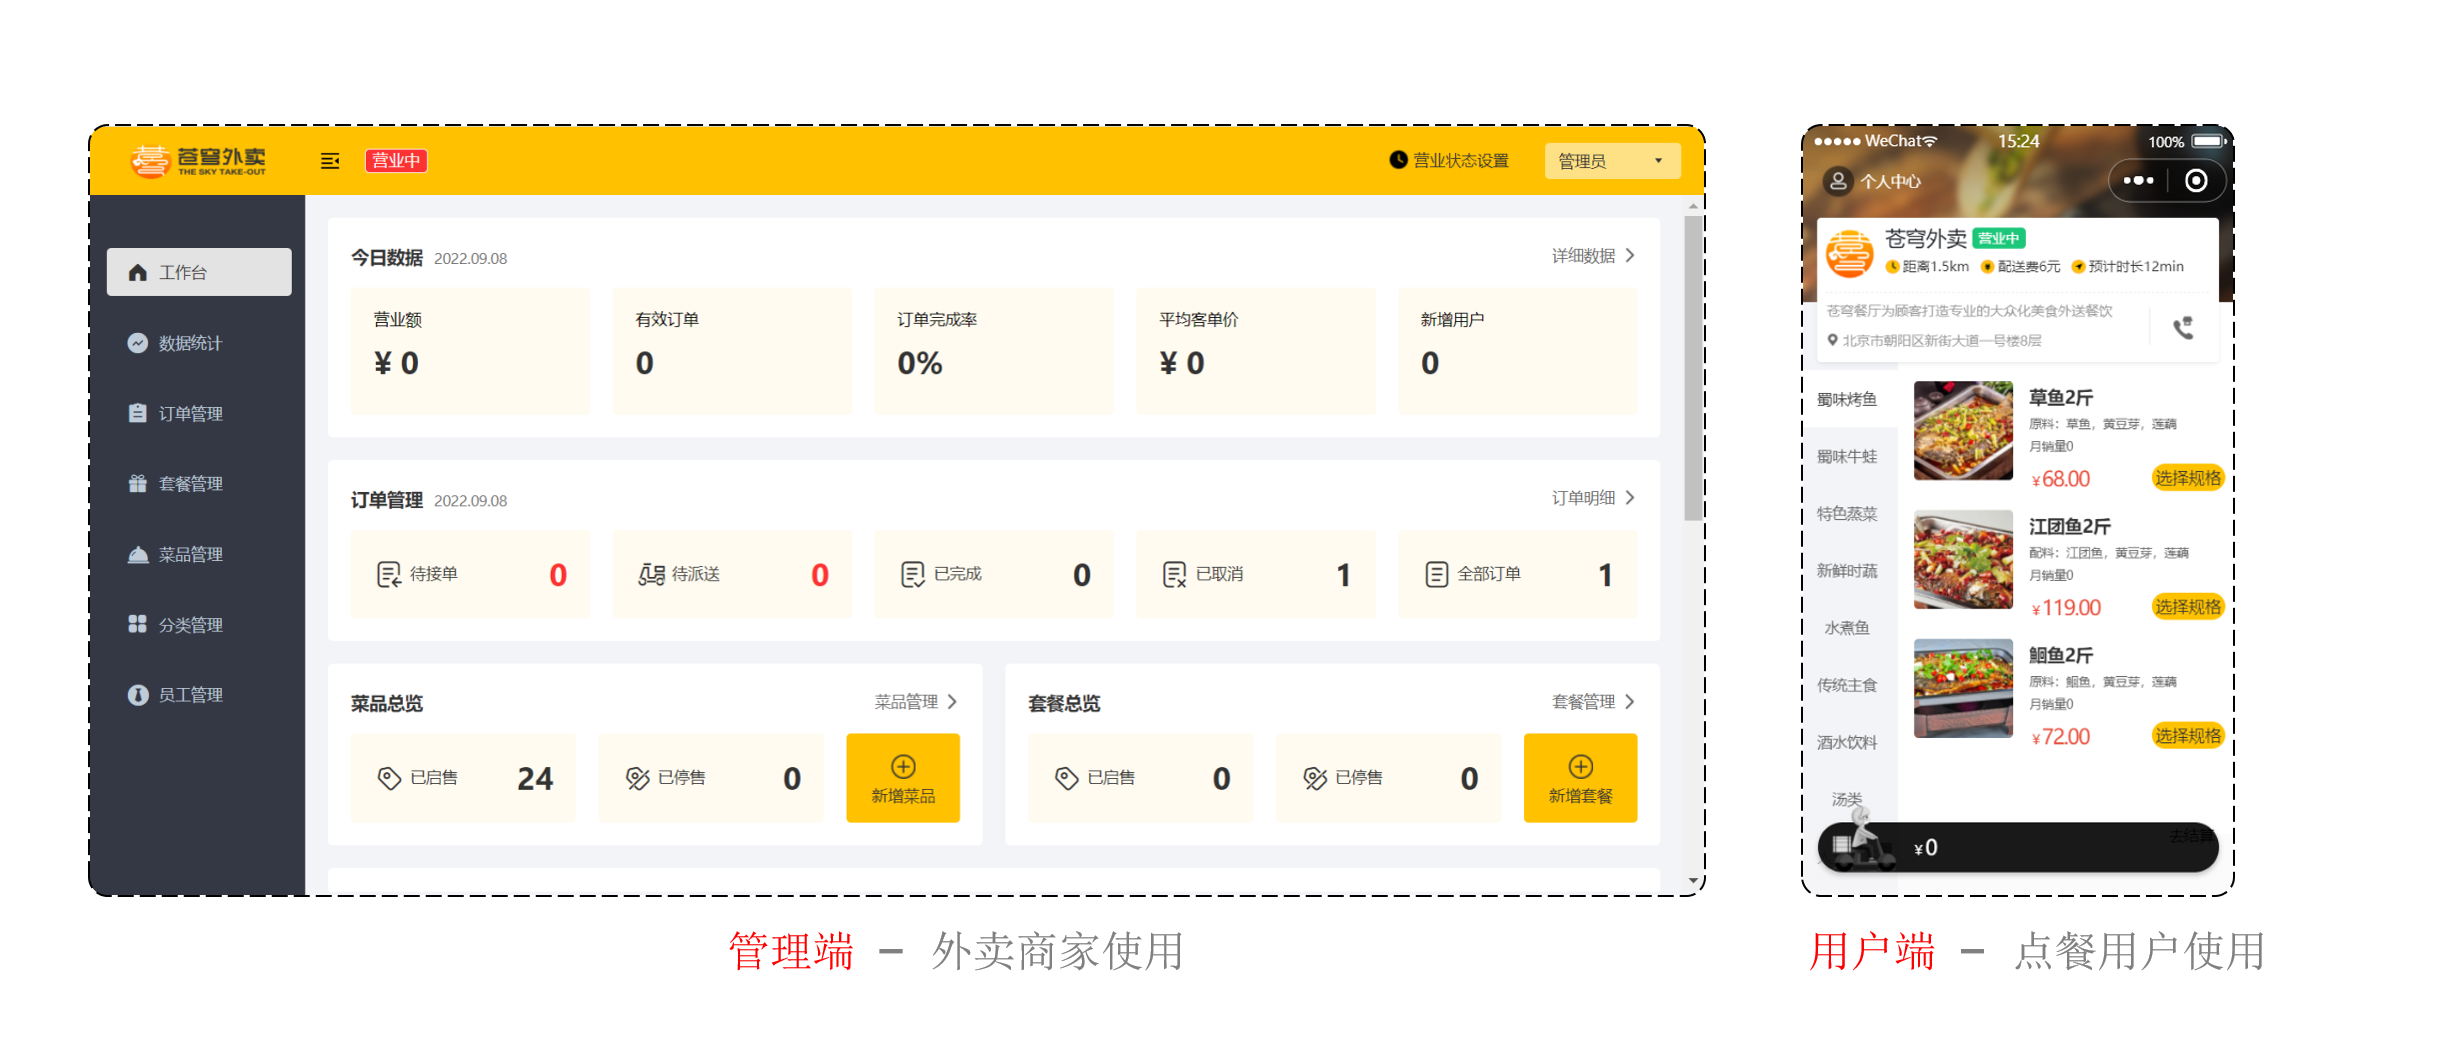 苍穹外卖
THE SKY TAKE-OUT
营业中
营业状态设置
管理员
工作台
数据统计
订单管理
套餐管理
菜品管理
分类管理
员工管理
今日数据 2022.09.08
详细数据
营业额
有效订单
订单完成率
平均客单价
新增用户
¥ 0
0
0%
¥ 0
0
订单管理 2022.09.08
订单明细
待接单 0
待派送 0
已完成 0
已取消 1
全部订单 1
菜品总览
菜品管理
已启售 24
已停售 0
新增菜品
套餐总览
套餐管理
已启售 0
已停售 0
新增套餐
管理端 - 外卖商家使用
WeChat 15:24 100%
个人中心
苍穹外卖 营业中
距离1.5km 配送费6元 预计时长12min
苍穹餐厅为顾客打造专业的大众化美食外送餐饮
北京市朝阳区新街大道一号楼8层
蜀味烤鱼
蜀味牛蛙
特色蒸菜
新鲜时蔬
水煮鱼
传统主食
酒水饮料
汤类
草鱼2斤
原料：草鱼，黄豆芽，莲藕
月销量0
¥68.00 选择规格
江团鱼2斤
配料：江团鱼，黄豆芽，莲藕
月销量0
¥119.00 选择规格
鮰鱼2斤
原料：鮰鱼，黄豆芽，莲藕
月销量0
¥72.00 选择规格
¥0
去结算
用户端 - 点餐用户使用